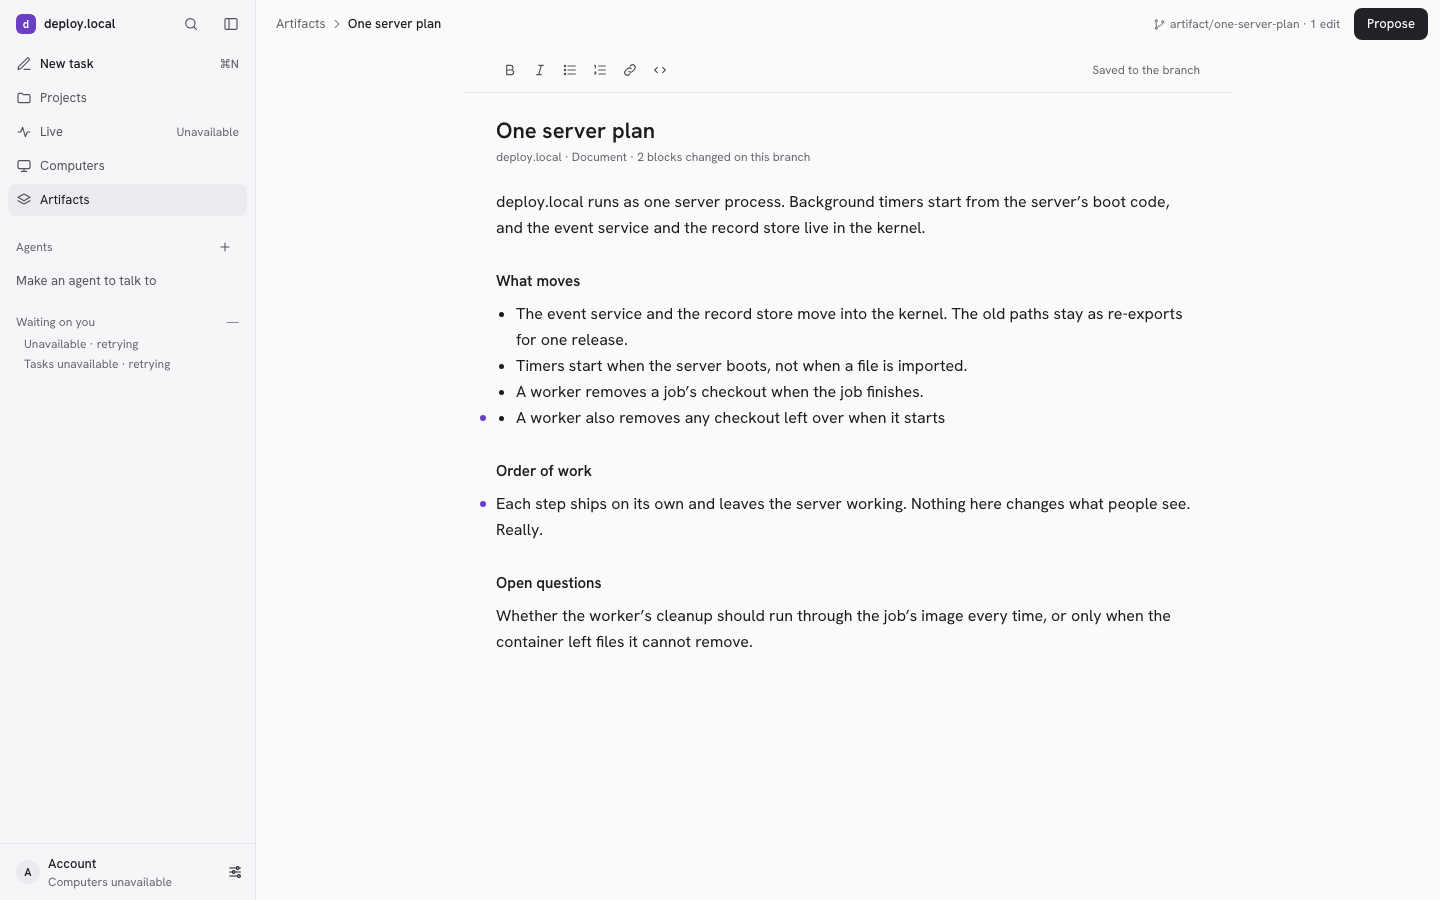 d deploy.local
New task ⌘N
Projects
Live Unavailable
Computers
Artifacts
Agents
Make an agent to talk to
Waiting on you
Unavailable · retrying
Tasks unavailable · retrying
A
Account
Computers unavailable
Artifacts One server plan
artifact/one-server-plan · 1 edit
Propose
Saved to the branch
One server plan
deploy.local · Document · 2 blocks changed on this branch
deploy.local runs as one server process. Background timers start from the server’s boot code,
and the event service and the record store live in the kernel.
What moves
• The event service and the record store move into the kernel. The old paths stay as re-exports
for one release.
• Timers start when the server boots, not when a file is imported.
• A worker removes a job’s checkout when the job finishes.
• A worker also removes any checkout left over when it starts
Order of work
Each step ships on its own and leaves the server working. Nothing here changes what people see.
Really.
Open questions
Whether the worker’s cleanup should run through the job’s image every time, or only when the
container left files it cannot remove.